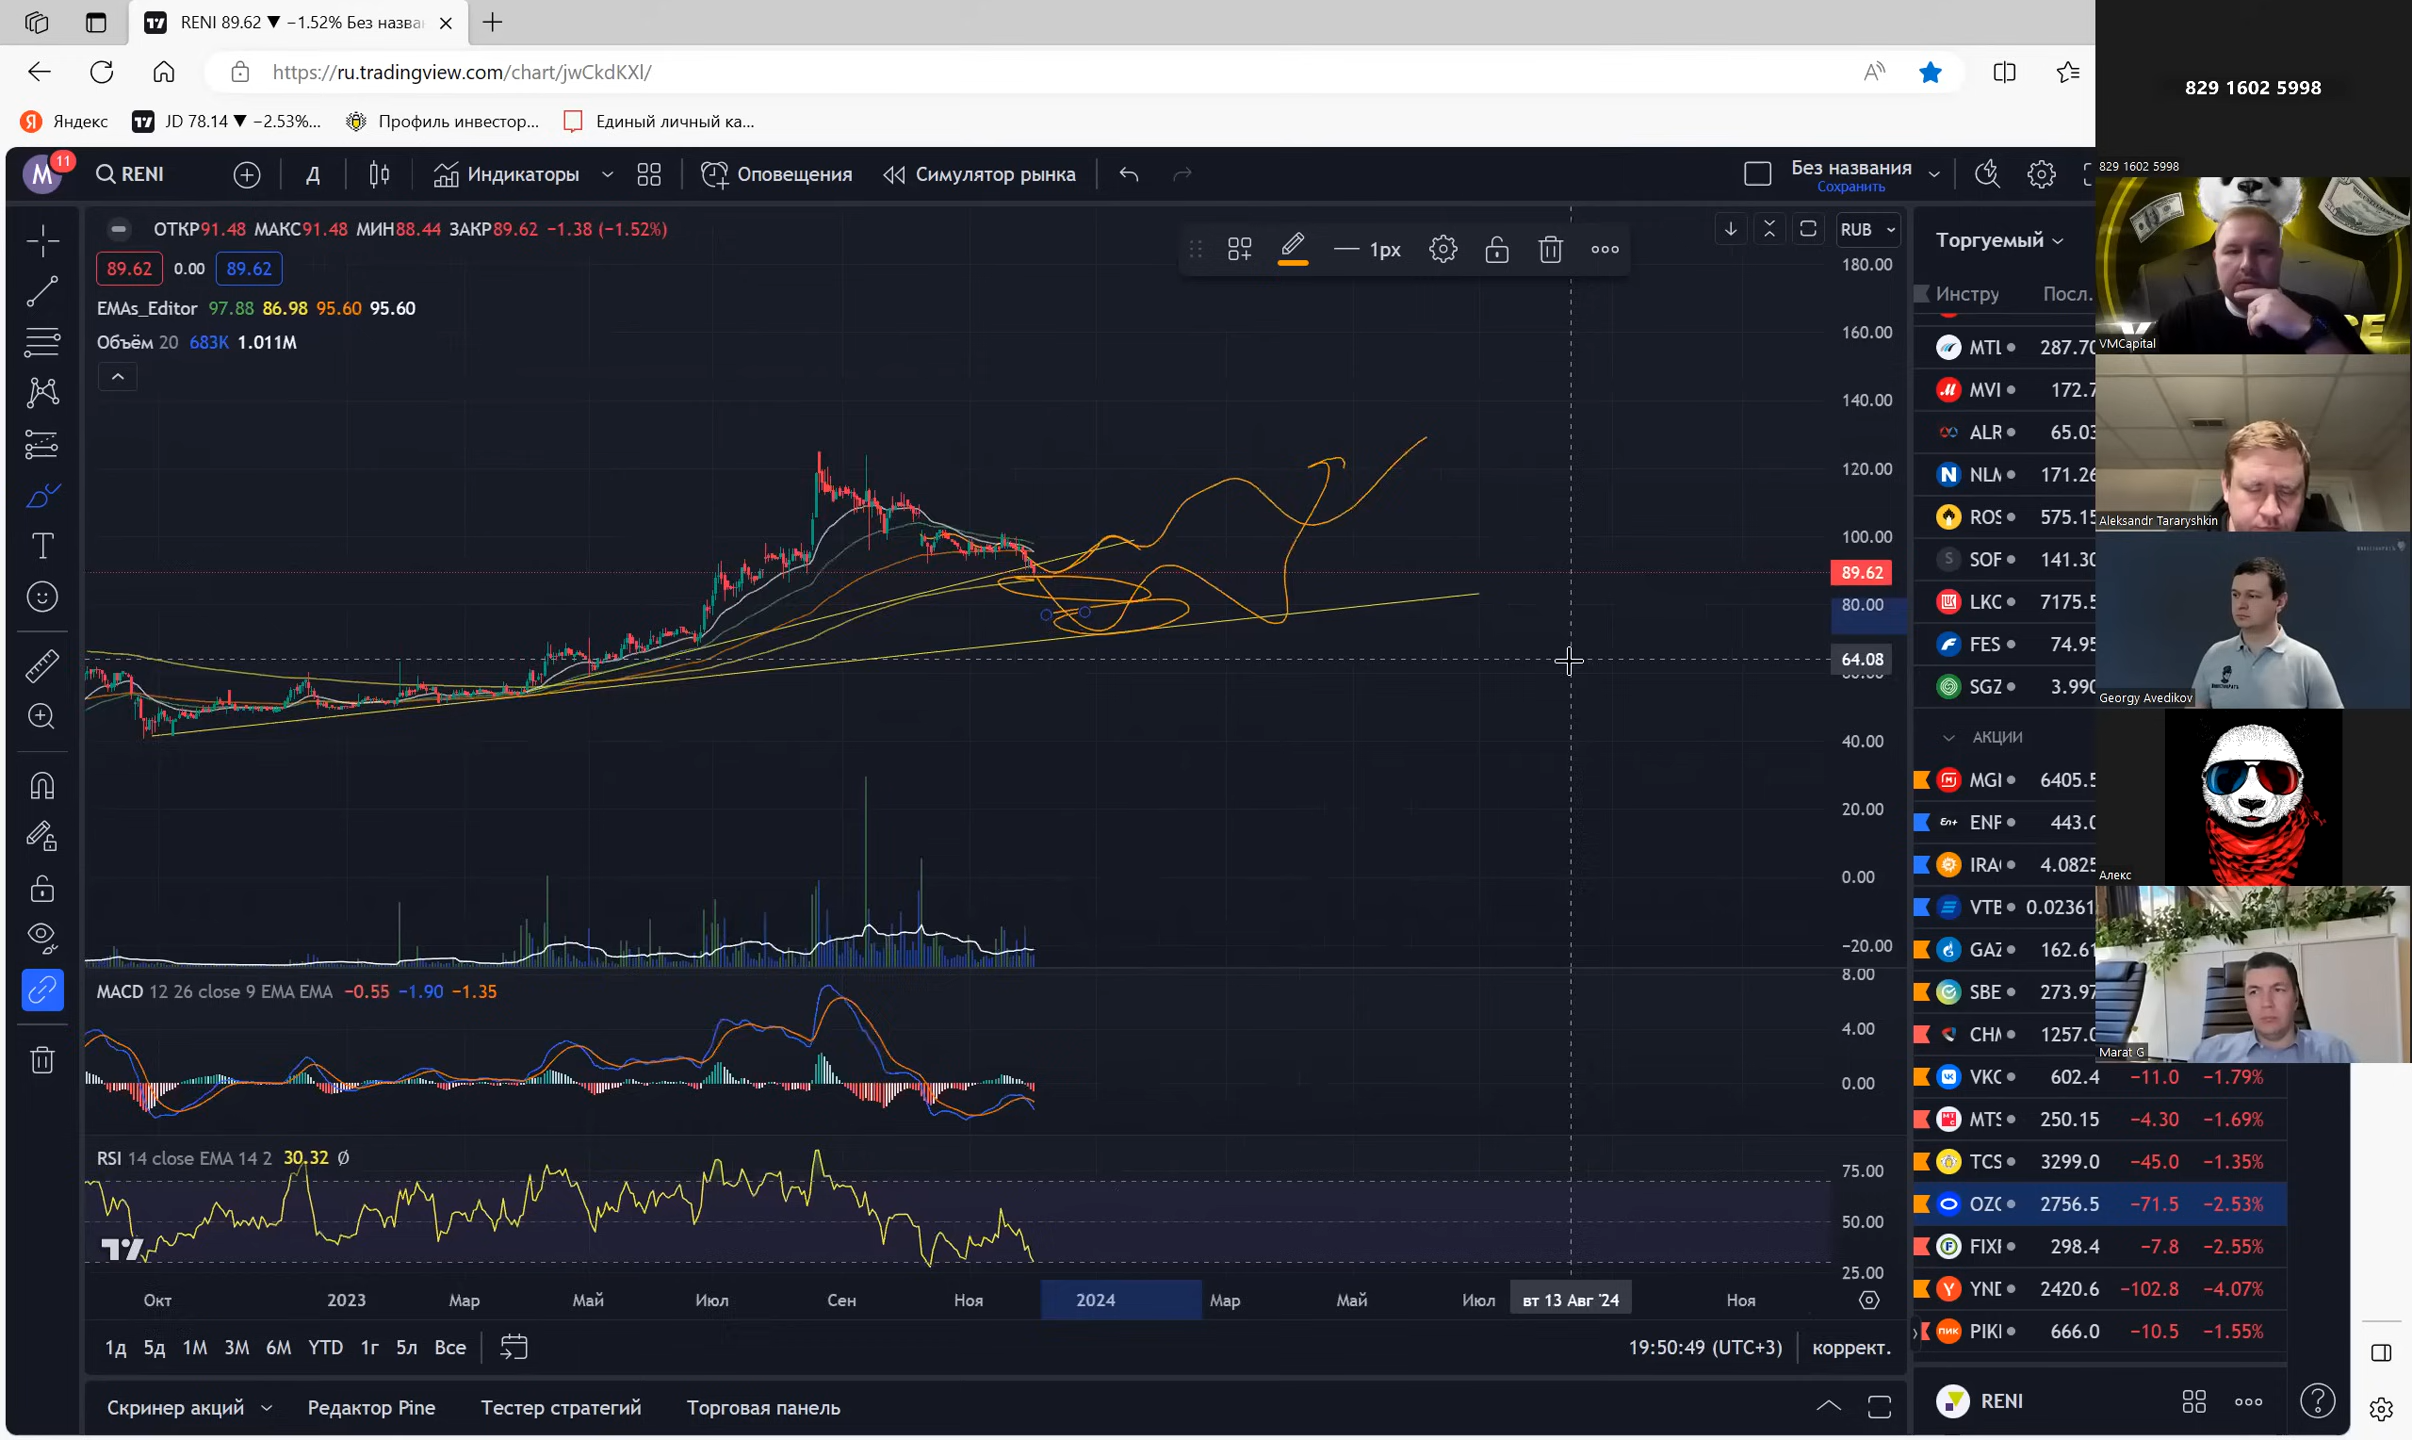 RENI 89.62 ▼ −1.52% Без назва
https://ru.tradingview.com/chart/jwCkdKXl/
Яндекс JD 78.14 ▼ −2.53%... Профиль инвестор... Единый личный ка...
829 1602 5998
829 1602 5998
M 11 RENI Д Индикаторы Оповещения Симулятор рынка Без названия
Сохранить
ОТКР91.48 МАКС91.48 МИН88.44 ЗАКР89.62 −1.38 (−1.52%)
89.62 0.00 89.62
EMAs_Editor 97.88 86.98 95.60 95.60
Объём 20 683K 1.011M
1px
RUB
180.00
160.00
140.00
120.00
100.00
89.62
80.00
64.08
40.00
20.00
0.00
−20.00
MACD 12 26 close 9 EMA EMA −0.55 −1.90 −1.35
8.00
4.00
0.00
RSI 14 close EMA 14 2 30.32 Ø
75.00
50.00
25.00
Окт 2023 Мар Май Июл Сен Ноя 2024 Мар Май Июл вт 13 Авг '24 Ноя
1д 5д 1М 3М 6М YTD 1г 5л Все
19:50:49 (UTC+3) коррект.
Скринер акций Редактор Pine Тестер стратегий Торговая панель
Торгуемый
Инстру Посл.
MTL 287.70
MVI 172.7
ALR 65.03
NLM 171.26
ROS 575.15
SOF 141.30
LKO 7175.5
FES 74.95
SGZ 3.990
АКЦИИ
MGN 6405.5
ENP 443.0
IRA 4.0825
VTB 0.02361
GAZ 162.61
SBE 273.97
CHM 1257.0
VKC 602.4 −11.0 −1.79%
MTS 250.15 −4.30 −1.69%
TCS 3299.0 −45.0 −1.35%
OZO 2756.5 −71.5 −2.53%
FIXP 298.4 −7.8 −2.55%
YND 2420.6 −102.8 −4.07%
PIKK 666.0 −10.5 −1.55%
RENI
VMCapital
Aleksandr Tararyshkin
Georgy Avedikov
Алекс
Marat G